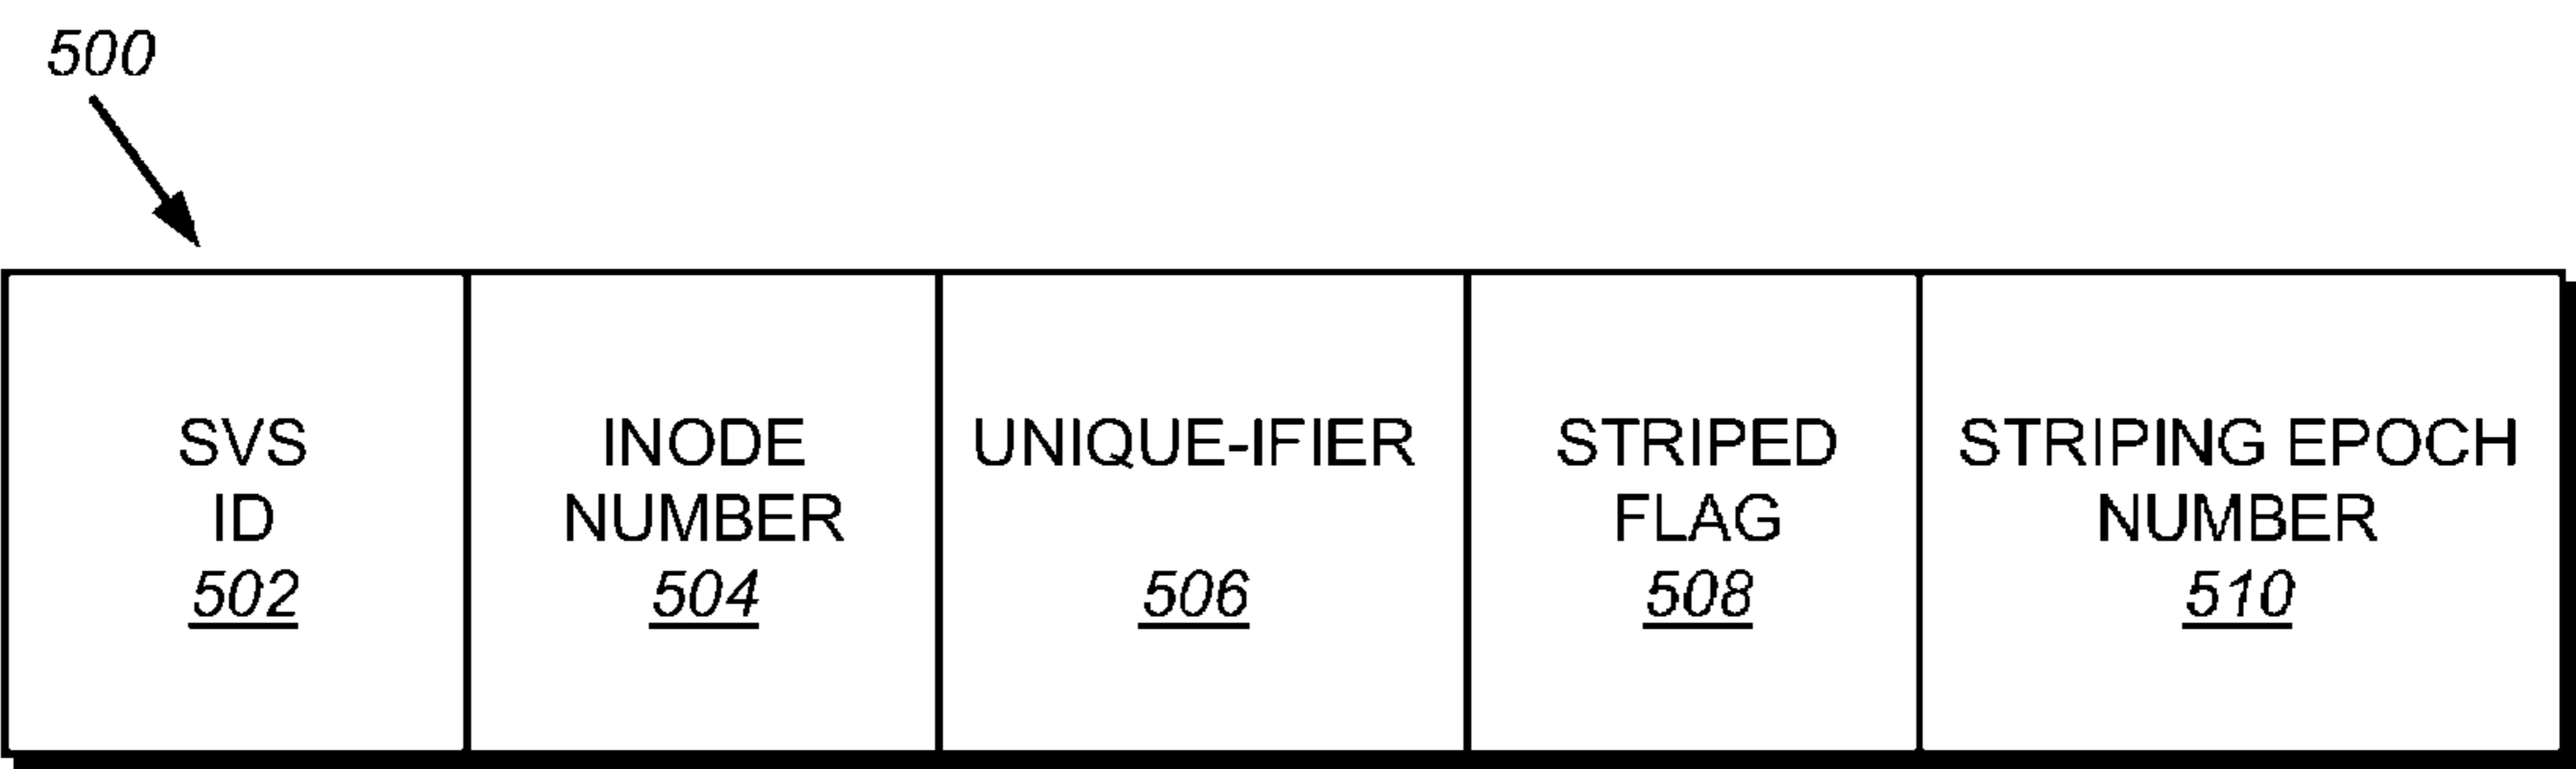 500
SVS
ID
502
INODE
NUMBER
504
UNIQUE-IFIER
506
STRIPED
FLAG
508
STRIPING EPOCH
NUMBER
510